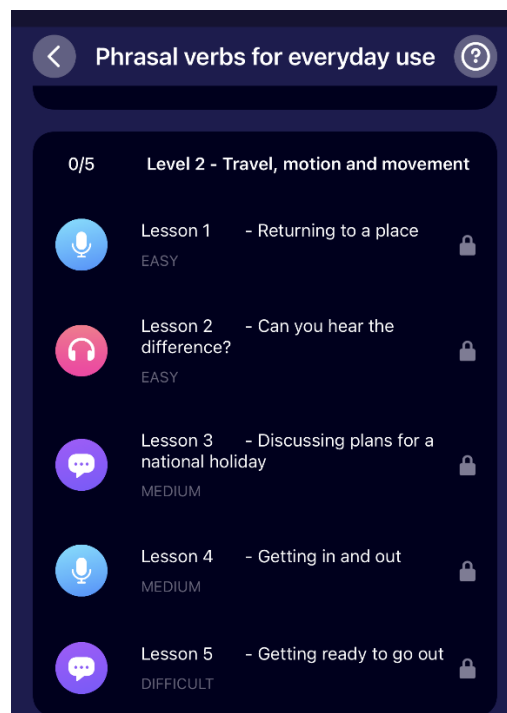 Phrasal verbs for everyday use
0/5 Level 2 - Travel, motion and movement
Lesson 1 - Returning to a place
EASY
Lesson 2 - Can you hear the
difference?
EASY
Lesson 3 - Discussing plans for a
national holiday
MEDIUM
Lesson 4 - Getting in and out
MEDIUM
Lesson 5 - Getting ready to go out
DIFFICULT